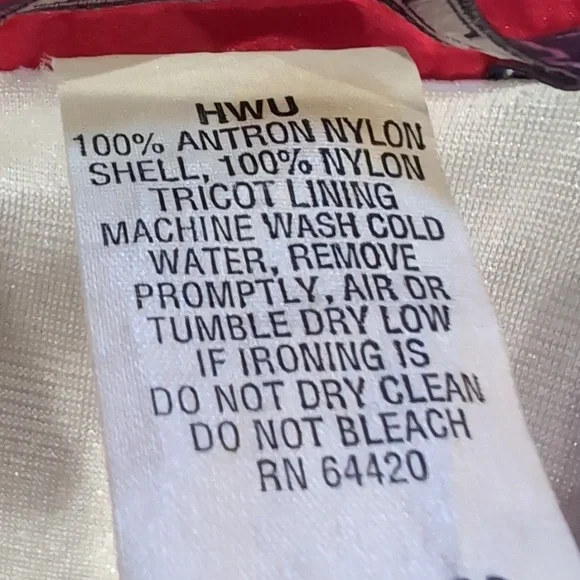 HWU
100% ANTRON NYLON
SHELL, 100% NYLON
TRICOT LINING
MACHINE WASH COLD
WATER, REMOVE
PROMPTLY, AIR OR
TUMBLE DRY LOW
IF IRONING IS
DO NOT DRY CLEAN
DO NOT BLEACH
RN 64420